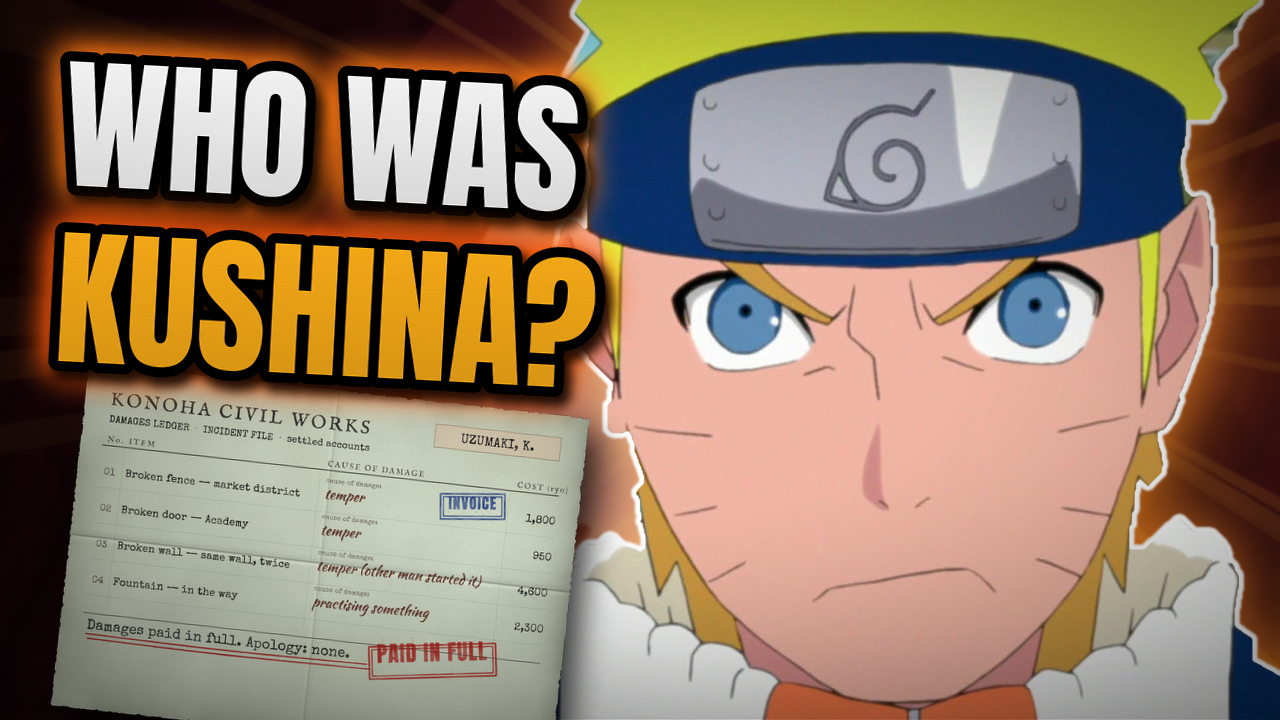 WHO WAS
KUSHINA?
KONOHA CIVIL WORKS
DAMAGES LEDGER · INCIDENT FILE · settled accounts
UZUMAKI, K.
No. ITEM
CAUSE OF DAMAGE
COST (ryo)
01 Broken fence — market district
cause of damage:
temper
INVOICE
1,800
02 Broken door — Academy
cause of damage:
temper
950
03 Broken wall — same wall, twice
cause of damage:
temper (other man started it)
4,600
04 Fountain — in the way
cause of damage:
practising something
2,300
Damages paid in full. Apology: none.
PAID IN FULL